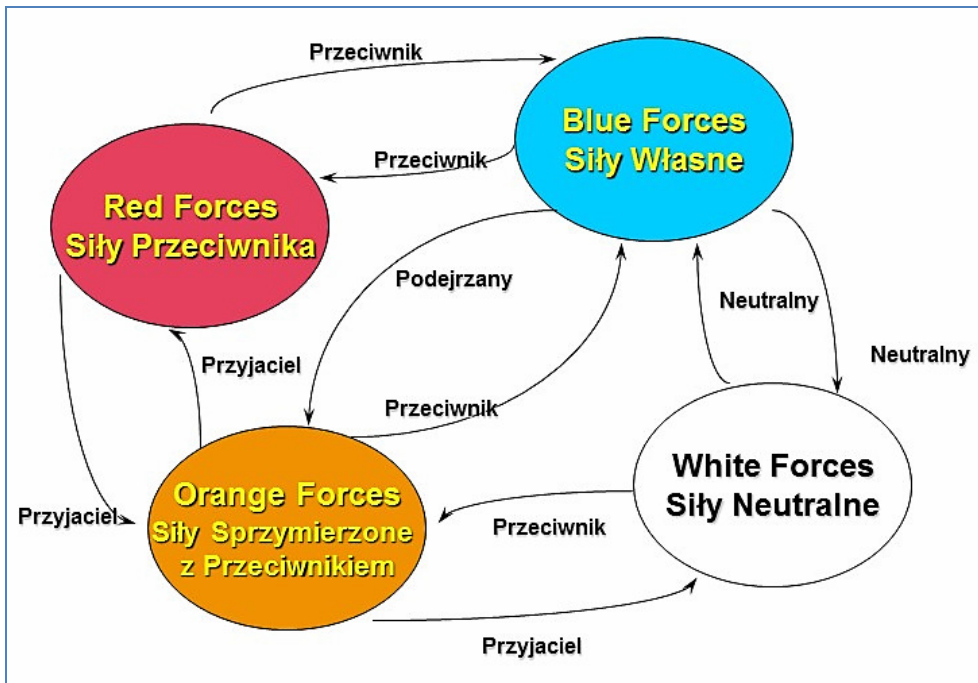 Przeciwnik
Blue Forces
Siły Własne
Przeciwnik
Red Forces
Siły Przeciwnika
Podejrzany
Neutralny
Neutralny
Przyjaciel
Przeciwnik
White Forces
Siły Neutralne
Orange Forces
Siły Sprzymierzone
z Przeciwnikiem
Przyjaciel
Przeciwnik
Przyjaciel